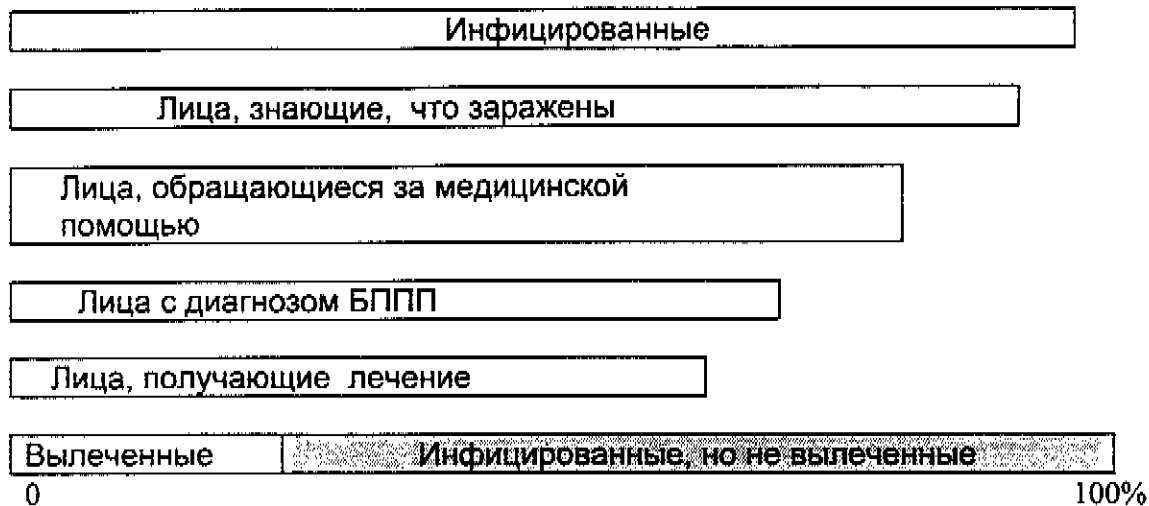 Инфицированные
Лица, знающие, что заражены
Лица, обращающиеся за медицинской
помощью
Лица с диагнозом БППП
Лица, получающие лечение
Вылеченные Инфицированные, но не вылеченные
0 100%